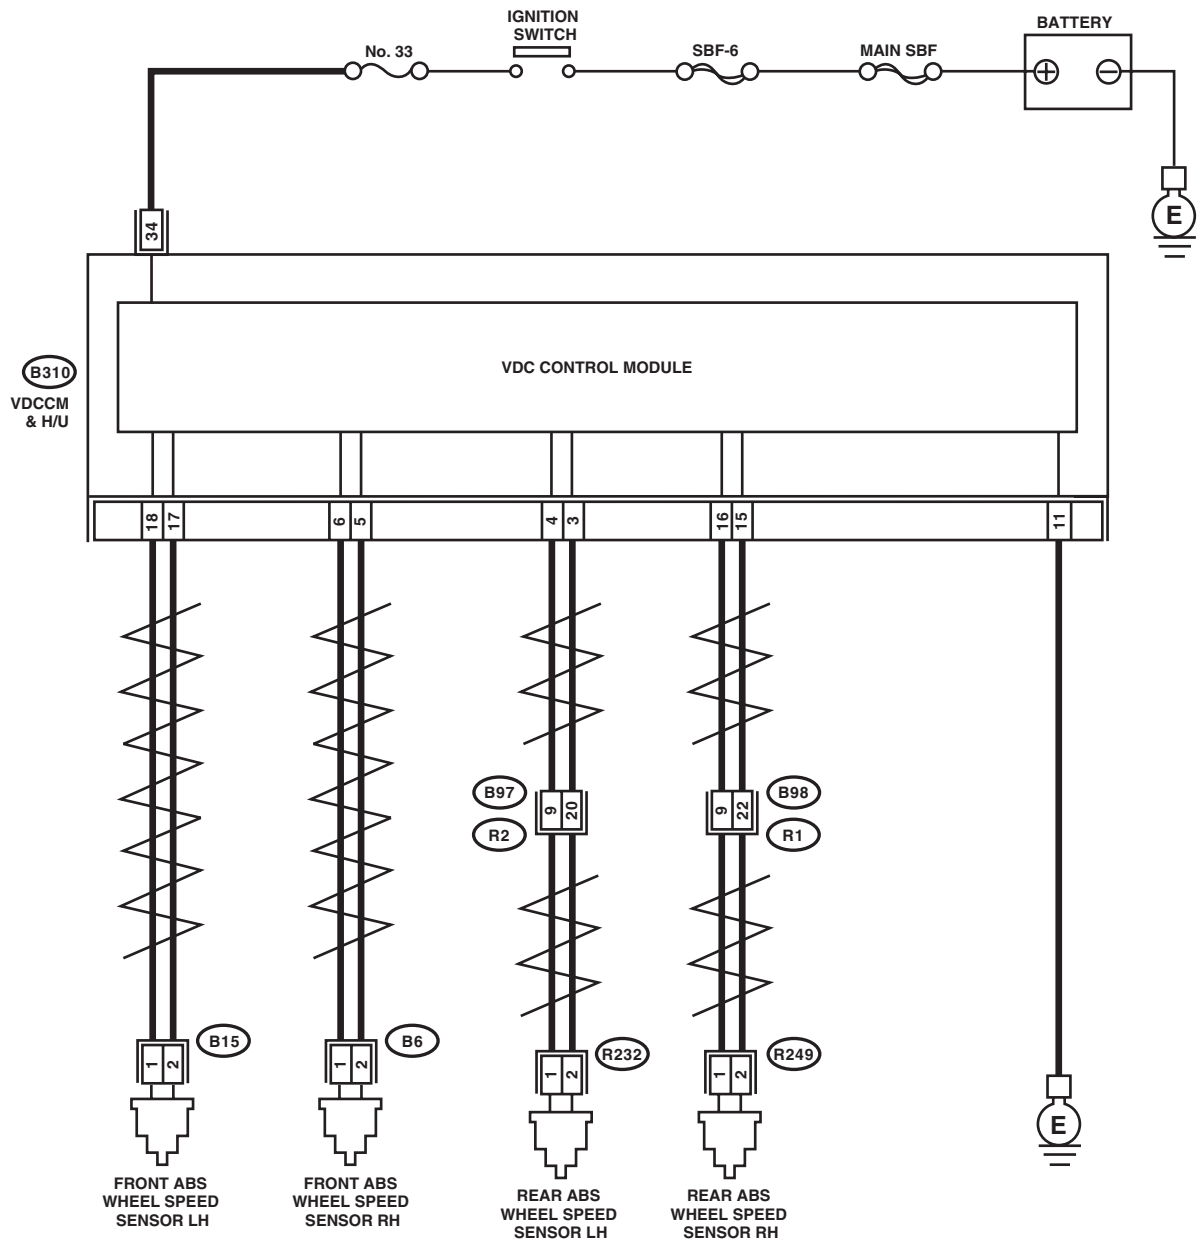 IGNITION
SWITCH
BATTERY
No. 33
SBF-6
MAIN SBF
E
34
VDC CONTROL MODULE
B310
VDCCM
& H/U
18 17 6 5 4 3 16 15 11
B97
9 20
R2
B98
9 22
R1
B15
1 2
B6
1 2
R232
1 2
R249
1 2
E
FRONT ABS
WHEEL SPEED
SENSOR LH
FRONT ABS
WHEEL SPEED
SENSOR RH
REAR ABS
WHEEL SPEED
SENSOR LH
REAR ABS
WHEEL SPEED
SENSOR RH